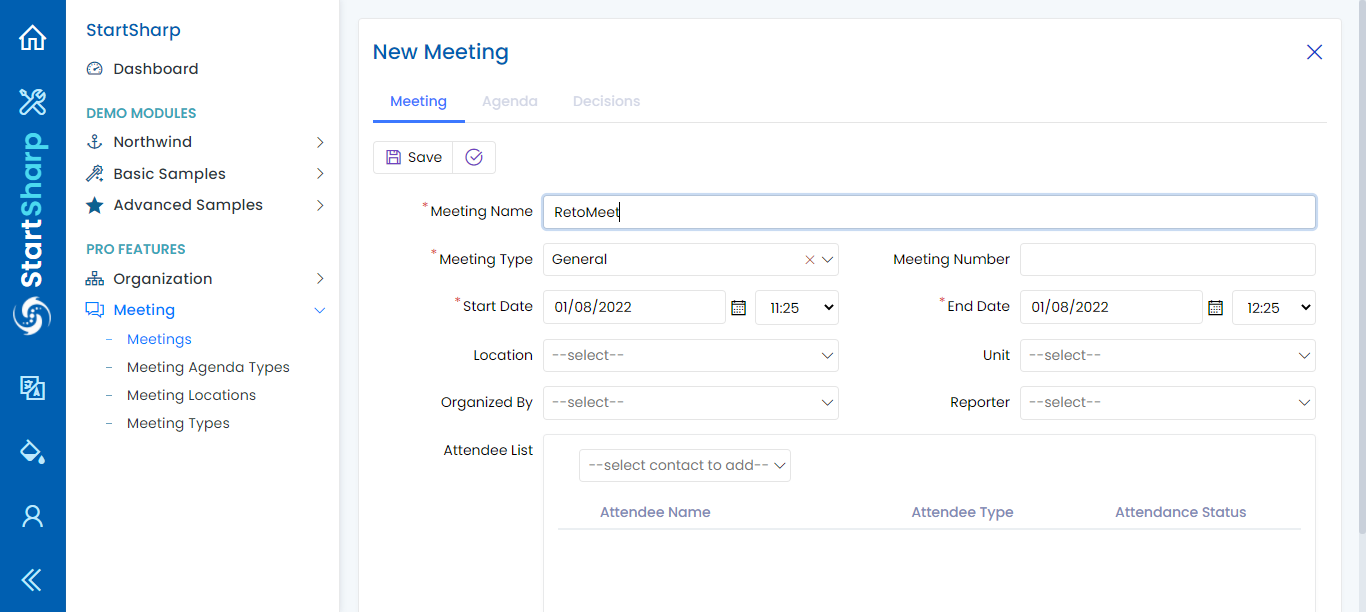 StartSharp
StartSharp
Dashboard
DEMO MODULES
Northwind
Basic Samples
Advanced Samples
PRO FEATURES
Organization
Meeting
Meetings
Meeting Agenda Types
Meeting Locations
Meeting Types
New Meeting
Meeting Agenda Decisions
Save
*Meeting Name RetoMeet
*Meeting Type General Meeting Number
*Start Date 01/08/2022 11:25 *End Date 01/08/2022 12:25
Location --select-- Unit --select--
Organized By --select-- Reporter --select--
Attendee List
--select contact to add--
Attendee Name Attendee Type Attendance Status